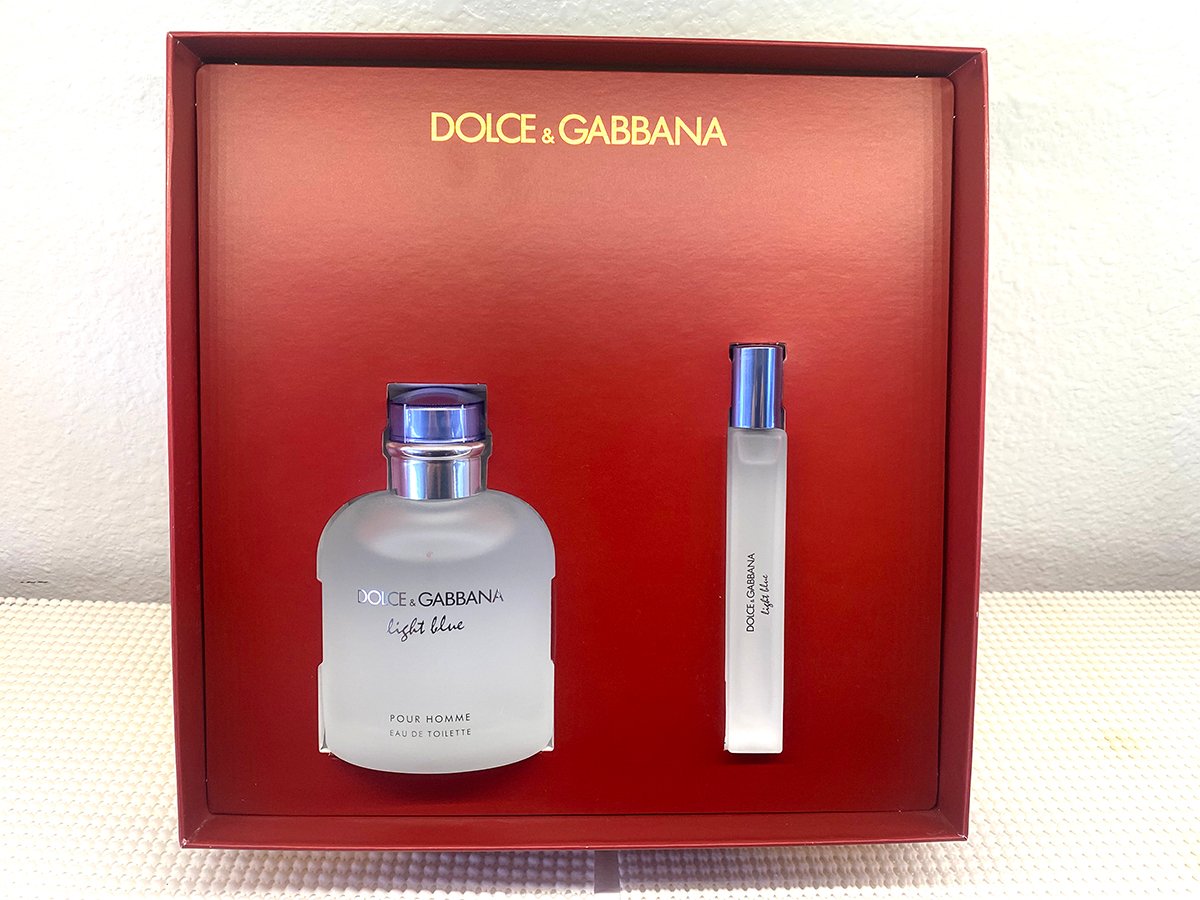 DOLCE & GABBANA
DOLCE & GABBANA
light blue
POUR HOMME
EAU DE TOILETTE
DOLCE & GABBANA
light blue